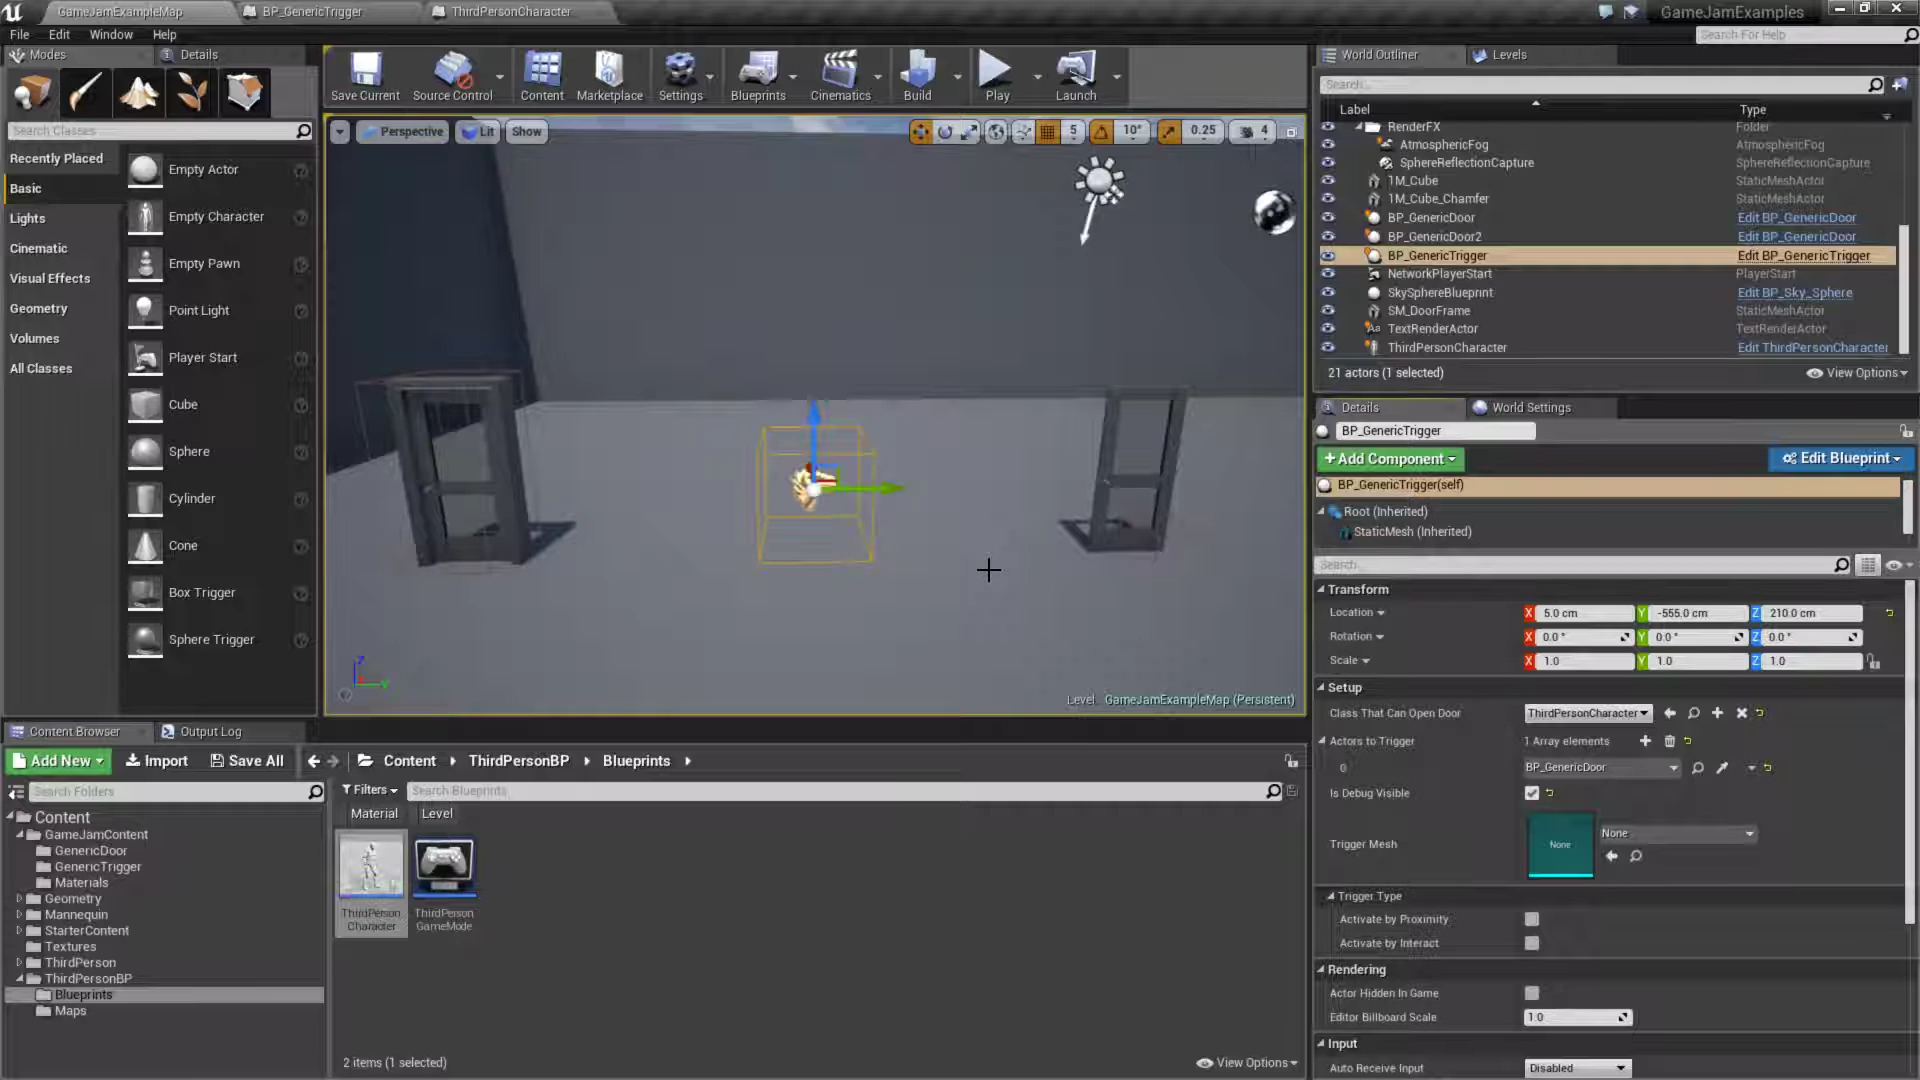 GameJamExampleMap
BP_GenericTrigger
ThirdPersonCharacter
GameJamExamples
File
Edit
Window
Help
Search For Help
Modes
Details
Search Classes
Recently Placed
Basic
Lights
Cinematic
Visual Effects
Geometry
Volumes
All Classes
Empty Actor
Empty Character
Empty Pawn
Point Light
Player Start
Cube
Sphere
Cylinder
Cone
Box Trigger
Sphere Trigger
Save Current
Source Control
Content
Marketplace
Settings
Blueprints
Cinematics
Build
Play
Launch
Perspective
Lit
Show
5
10°
0.25
4
Z
Y
Level: GameJamExampleMap (Persistent)
World Outliner
Levels
Search...
Label
Type
RenderFX Folder
AtmosphericFog AtmosphericFog
SphereReflectionCapture SphereReflectionCapture
1M_Cube StaticMeshActor
1M_Cube_Chamfer StaticMeshActor
BP_GenericDoor Edit BP_GenericDoor
BP_GenericDoor2 Edit BP_GenericDoor
BP_GenericTrigger Edit BP_GenericTrigger
NetworkPlayerStart PlayerStart
SkySphereBlueprint Edit BP_Sky_Sphere
SM_DoorFrame StaticMeshActor
TextRenderActor TextRenderActor
ThirdPersonCharacter Edit ThirdPersonCharacter
21 actors (1 selected)
View Options
Details
World Settings
BP_GenericTrigger
+ Add Component
Edit Blueprint
BP_GenericTrigger(self)
Root (Inherited)
StaticMesh (Inherited)
Search...
Transform
Location X 5.0 cm Y -555.0 cm Z 210.0 cm
Rotation X 0.0 ° Y 0.0 ° Z 0.0 °
Scale X 1.0 Y 1.0 Z 1.0
Setup
Class That Can Open Door ThirdPersonCharacter
Actors to Trigger 1 Array elements
0 BP_GenericDoor
Is Debug Visible
Trigger Mesh None None
Trigger Type
Activate by Proximity
Activate by Interact
Rendering
Actor Hidden In Game
Editor Billboard Scale 1.0
Input
Auto Receive Input Disabled
Content Browser
Output Log
Add New
Import
Save All
Content
ThirdPersonBP
Blueprints
Search Folders
Filters
Search Blueprints
Material
Level
Content
GameJamContent
GenericDoor
GenericTrigger
Materials
Geometry
Mannequin
StarterContent
Textures
ThirdPerson
ThirdPersonBP
Blueprints
Maps
ThirdPerson
Character
ThirdPerson
GameMode
2 items (1 selected)
View Options